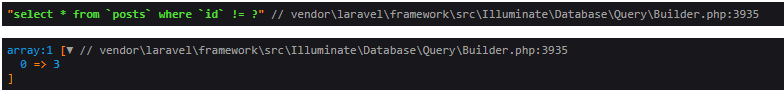 "select * from `posts` where `id` != ?" // vendor\laravel\framework\src\Illuminate\Database\Query\Builder.php:3935
array:1 [▼ // vendor\laravel\framework\src\Illuminate\Database\Query\Builder.php:3935
  0 => 3
]